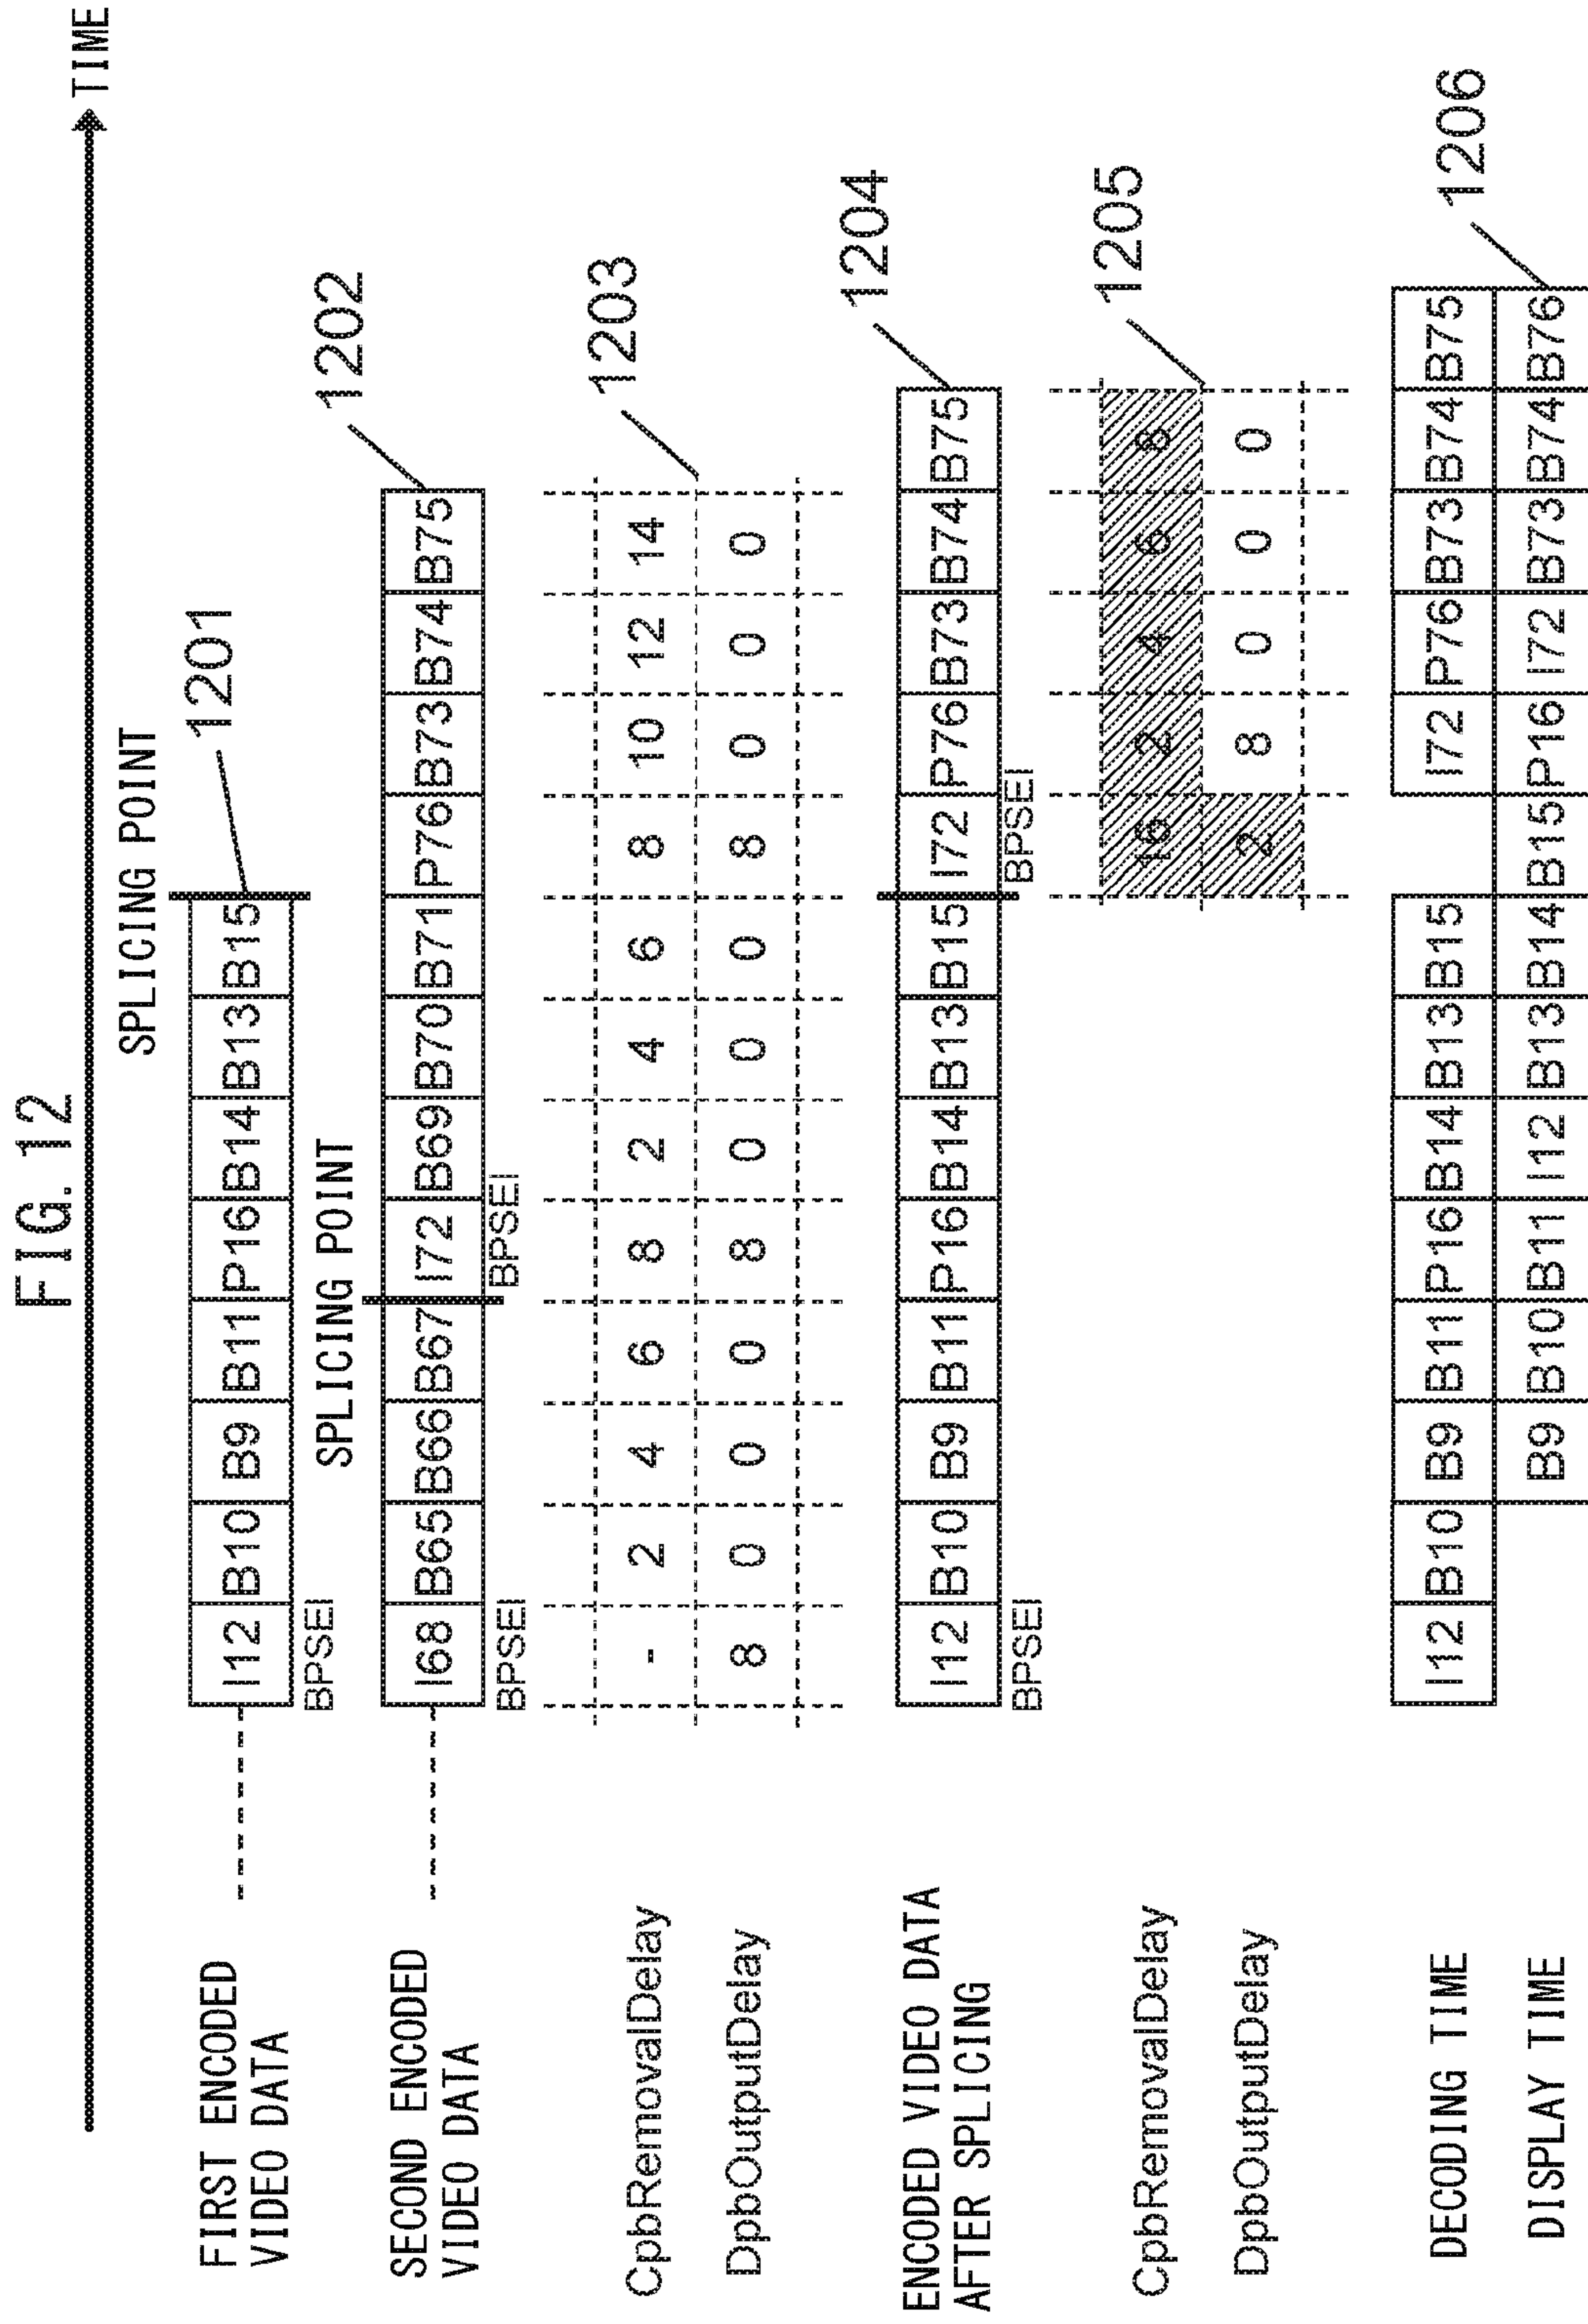 FIG. 12
TIME
SPLICING POINT
1201
FIRST ENCODED
VIDEO DATA
I12 B10 B9 B11 P16 B14 B13 B15
BPSEI
SPLICING POINT
1202
SECOND ENCODED
VIDEO DATA
I68 B65 B66 B67 I72 B69 B70 B71 P76 B73 B74 B75
BPSEI BPSEI
1203
CpbRemovalDelay
- 2 4 6 8 2 4 6 8 10 12 14
DpbOutputDelay
8 0 0 0 8 0 0 0 8 0 0 0
1204
ENCODED VIDEO DATA
AFTER SPLICING
I12 B10 B9 B11 P16 B14 B13 B15 I72 P76 B73 B74 B75
BPSEI BPSEI
1205
CpbRemovalDelay
16 2 4 6 8
DpbOutputDelay
2 8 0 0 0
1206
DECODING TIME
I12 B10 B9 B11 P16 B14 B13 B15 I72 P76 B73 B74 B75
DISPLAY TIME
B9 B10 B11 I12 B13 B14 B15 P16 I72 B73 B74 B76